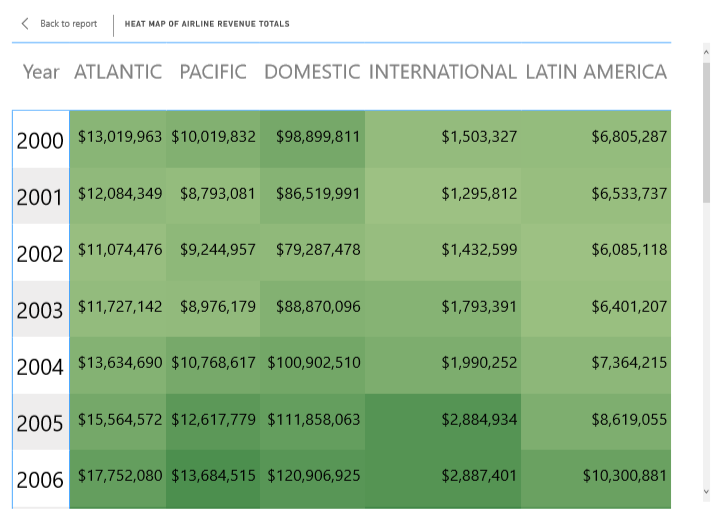 Back to report HEAT MAP OF AIRLINE REVENUE TOTALS
Year ATLANTIC PACIFIC DOMESTIC INTERNATIONAL LATIN AMERICA
2000 $13,019,963 $10,019,832 $98,899,811 $1,503,327 $6,805,287
2001 $12,084,349 $8,793,081 $86,519,991 $1,295,812 $6,533,737
2002 $11,074,476 $9,244,957 $79,287,478 $1,432,599 $6,085,118
2003 $11,727,142 $8,976,179 $88,870,096 $1,793,391 $6,401,207
2004 $13,634,690 $10,768,617 $100,902,510 $1,990,252 $7,364,215
2005 $15,564,572 $12,617,779 $111,858,063 $2,884,934 $8,619,055
2006 $17,752,080 $13,684,515 $120,906,925 $2,887,401 $10,300,881